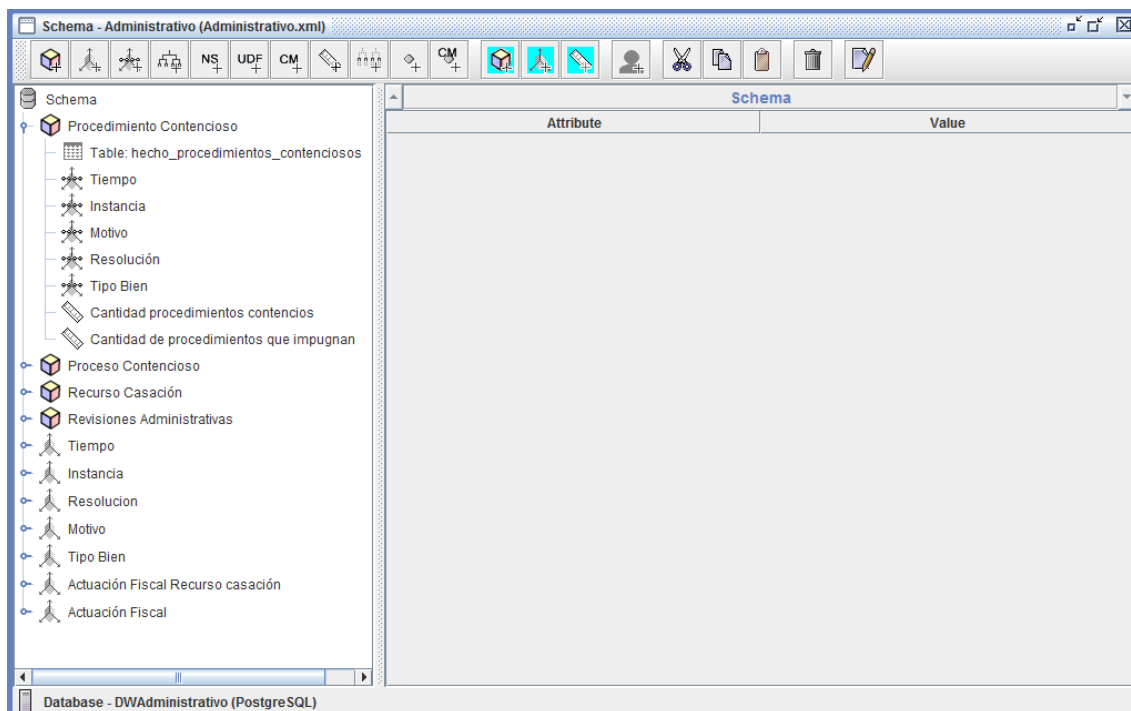 Schema - Administrativo (Administrativo.xml)
NS UDF CM CM
Schema
Procedimiento Contencioso
Table: hecho_procedimientos_contenciosos
Tiempo
Instancia
Motivo
Resolución
Tipo Bien
Cantidad procedimientos contencios
Cantidad de procedimientos que impugnan
Proceso Contencioso
Recurso Casación
Revisiones Administrativas
Tiempo
Instancia
Resolucion
Motivo
Tipo Bien
Actuación Fiscal Recurso casación
Actuación Fiscal
Schema
Attribute Value
Database - DWAdministrativo (PostgreSQL)